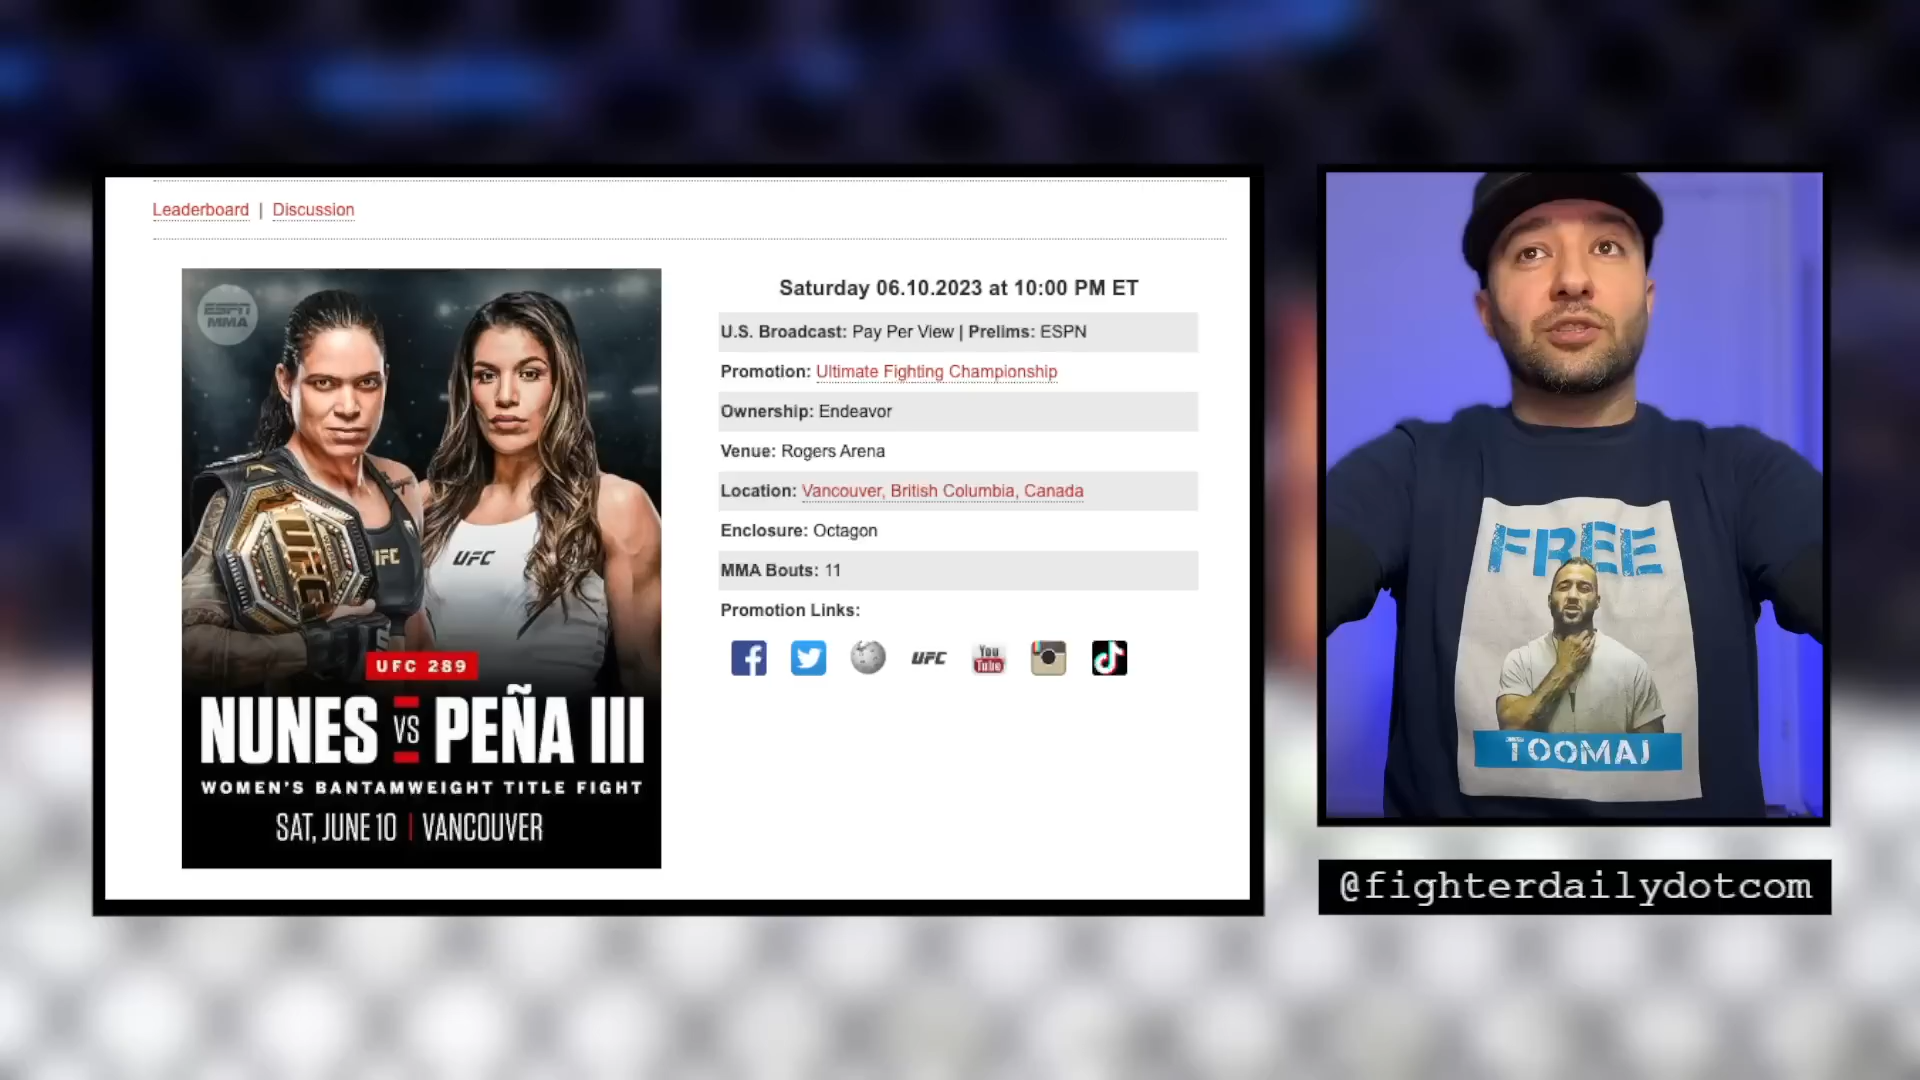 Leaderboard | Discussion
ESPN
MMA
UFC
UFC
UFC 289
NUNES VS PEÑA III
WOMEN'S BANTAMWEIGHT TITLE FIGHT
SAT, JUNE 10 | VANCOUVER
Saturday 06.10.2023 at 10:00 PM ET
U.S. Broadcast: Pay Per View | Prelims: ESPN
Promotion: Ultimate Fighting Championship
Ownership: Endeavor
Venue: Rogers Arena
Location: Vancouver, British Columbia, Canada
Enclosure: Octagon
MMA Bouts: 11
Promotion Links:
UFC
You
Tube
FREE
TOOMAJ
@fighterdailydotcom